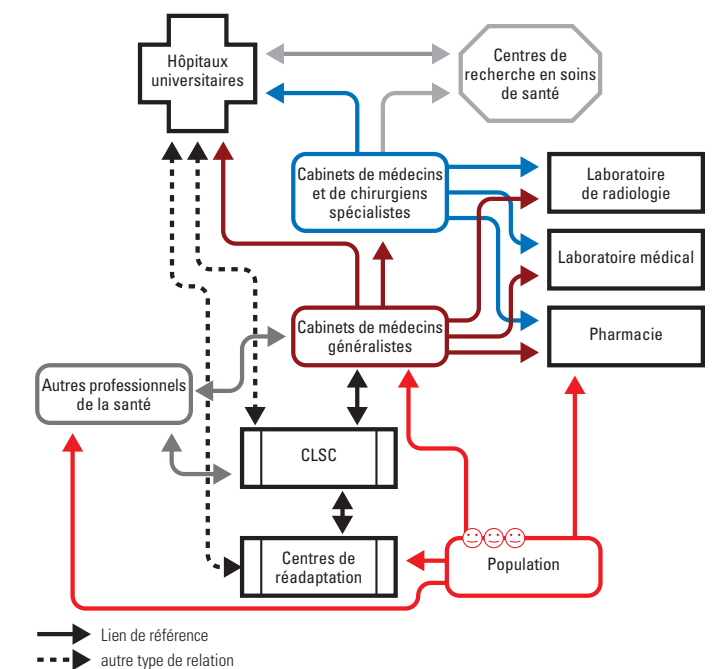 Hôpitaux
universitaires
Centres de
recherche en soins
de santé
Cabinets de médecins
et de chirurgiens
spécialistes
Laboratoire
de radiologie
Laboratoire médical
Cabinets de médecins
généralistes
Pharmacie
Autres professionnels
de la santé
CLSC
Centres de
réadaptation
Population
Lien de référence
autre type de relation